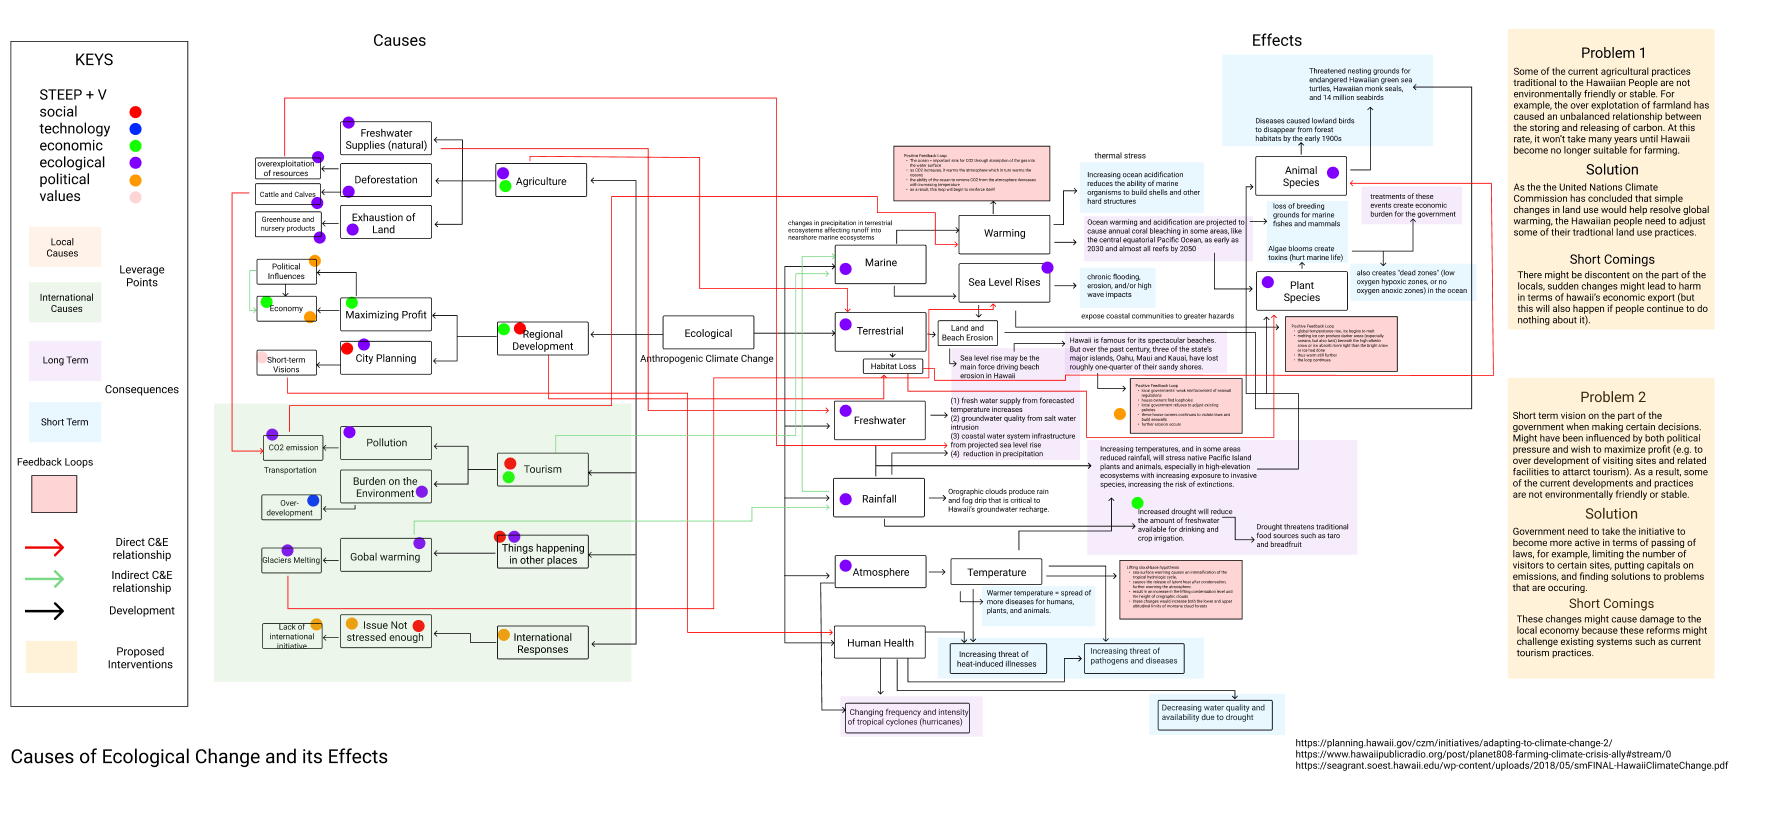 Causes
Effects
KEYS
STEEP + V
social
technology
economic
ecological
political
values
Local
Causes
Leverage
Points
International
Causes
Long Term
Consequences
Short Term
Feedback Loops
Direct C&E
relationship
Indirect C&E
relationship
Development
Proposed
Interventions
Freshwater
Supplies (natural)
overexploitation
of resources
Deforestation
Cattle and Calves
Agriculture
Greenhouse and
nursery products
Exhaustion of
Land
Political
Influences
Economy
Maximizing Profit
Short-term
Visions
City Planning
Regional
Development
Ecological
Anthropogenic Climate Change
CO2 emission
Transportation
Pollution
Tourism
Burden on the
Environment
Over-
development
Glaciers Melting
Gobal warming
Things happening
in other places
Lack of
international
initiative
Issue Not
stressed enough
International
Responses
changes in precipitation in terrestrial
ecosystems affecting runoff into
nearshore marine ecosystems
Marine
Terrestrial
Habitat Loss
Freshwater
Rainfall
Atmosphere
Human Health
Positive Feedback Loop
Warming
Sea Level Rises
Land and
Beach Erosion
thermal stress
Increasing ocean acidification
reduces the ability of marine
organisms to build shells and other
hard structures
Ocean warming and acidification are projected to
cause annual coral bleaching in some areas, like
the central equatorial Pacific Ocean, as early as
2030 and almost all reefs by 2050
chronic flooding,
erosion, and/or high
wave impacts
expose coastal communities to greater hazards
Sea level rise may be the
main force driving beach
erosion in Hawaii
Hawaii is famous for its spectacular beaches.
But over the past century, three of the state's
major islands, Oahu, Maui and Kauai, have lost
roughly one-quarter of their sandy shores.
Positive Feedback Loop
Positive Feedback Loop
(1) fresh water supply from forecasted
temperature increases
(2) groundwater quality from salt water
intrusion
(3) coastal water system infrastructure
from projected sea level rise
(4) reduction in precipitation
Orographic clouds produce rain
and fog drip that is critical to
Hawaii's groundwater recharge.
Increasing temperatures, and in some areas
reduced rainfall, will stress native Pacific Island
plants and animals, especially in high-elevation
ecosystems with increasing exposure to invasive
species, increasing the risk of extinctions.
Increased drought will reduce
the amount of freshwater
available for drinking and
crop irrigation.
Drought threatens traditional
food sources such as taro
and breadfruit
Temperature
Warmer temperature = spread of
more diseases for humans,
plants, and animals.
Increasing threat of
heat-induced illnesses
Increasing threat of
pathogens and diseases
Changing frequency and intensity
of tropical cyclones (hurricanes)
Decreasing water quality and
availability due to drought
Threatened nesting grounds for
endangered Hawaiian green sea
turtles, Hawaiian monk seals,
and 14 million seabirds
Diseases caused lowland birds
to disappear from forest
habitats by the early 1900s
Animal
Species
treatments of these
events create economic
burden for the government
loss of breeding
grounds for marine
fishes and mammals
Algae blooms create
toxins (hurt marine life)
also creates "dead zones" (low
oxygen hypoxic zones, or no
oxygen anoxic zones) in the ocean
Plant
Species
Problem 1
Some of the current agricultural practices
traditional to the Hawaiian People are not
environmentally friendly or stable. For
example, the over explotation of farmland has
caused an unbalanced relationship between
the storing and releasing of carbon. At this
rate, it won't take many years until Hawaii
become no longer suitable for farming.
Solution
As the the United Nations Climate
Commission has concluded that simple
changes in land use would help resolve global
warming, the Hawaiian people need to adjust
some of their tradtional land use practices.
Short Comings
There might be discontent on the part of the
locals, sudden changes might lead to harm
in terms of hawaii's economic export (but
this will also happen if people continue to do
nothing about it).
Problem 2
Short term vision on the part of the
government when making certain decisions.
Might have been influenced by both political
pressure and wish to maximize profit (e.g. to
over development of visiting sites and related
facilities to attarct tourism). As a result, some
of the current developments and practices
are not environmentally friendly or stable.
Solution
Government need to take the initiative to
become more active in terms of passing of
laws, for example, limiting the number of
visitors to certain sites, putting capitals on
emissions, and finding solutions to problems
that are occuring.
Short Comings
These changes might cause damage to the
local economy because these reforms might
challenge existing systems such as current
tourism practices.
Causes of Ecological Change and its Effects
https://planning.hawaii.gov/czm/initiatives/adapting-to-climate-change-2/
https://www.hawaiipublicradio.org/post/planet808-farming-climate-crisis-ally#stream/0
https://seagrant.soest.hawaii.edu/wp-content/uploads/2018/05/smFINAL-HawaiiClimateChange.pdf